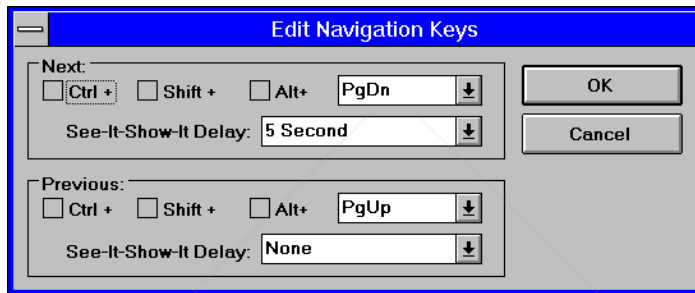 Edit Navigation Keys
Next:
Ctrl + Shift + Alt+ PgDn
See-It-Show-It Delay: 5 Second
OK
Cancel
Previous:
Ctrl + Shift + Alt+ PgUp
See-It-Show-It Delay: None